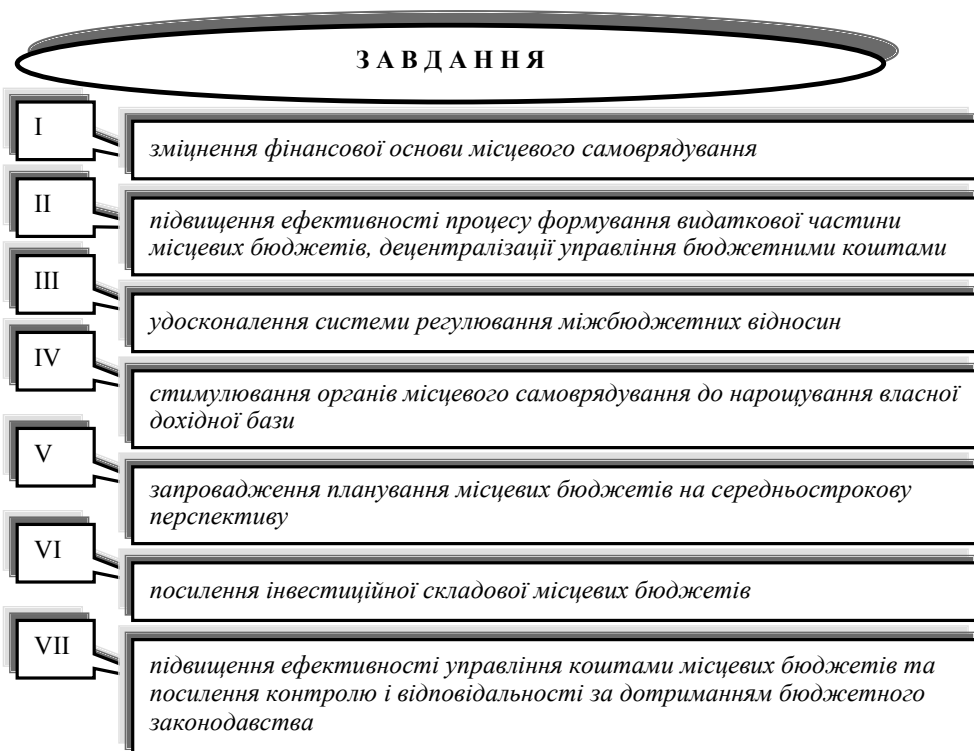 З А В Д А Н Н Я
I
зміцнення фінансової основи місцевого самоврядування
II
підвищення ефективності процесу формування видаткової частини
місцевих бюджетів, децентралізації управління бюджетними коштами
III
удосконалення системи регулювання міжбюджетних відносин
IV
стимулювання органів місцевого самоврядування до нарощування власної
дохідної бази
V
запровадження планування місцевих бюджетів на середньострокову
перспективу
VI
посилення інвестиційної складової місцевих бюджетів
VII
підвищення ефективності управління коштами місцевих бюджетів та
посилення контролю і відповідальності за дотриманням бюджетного
законодавства